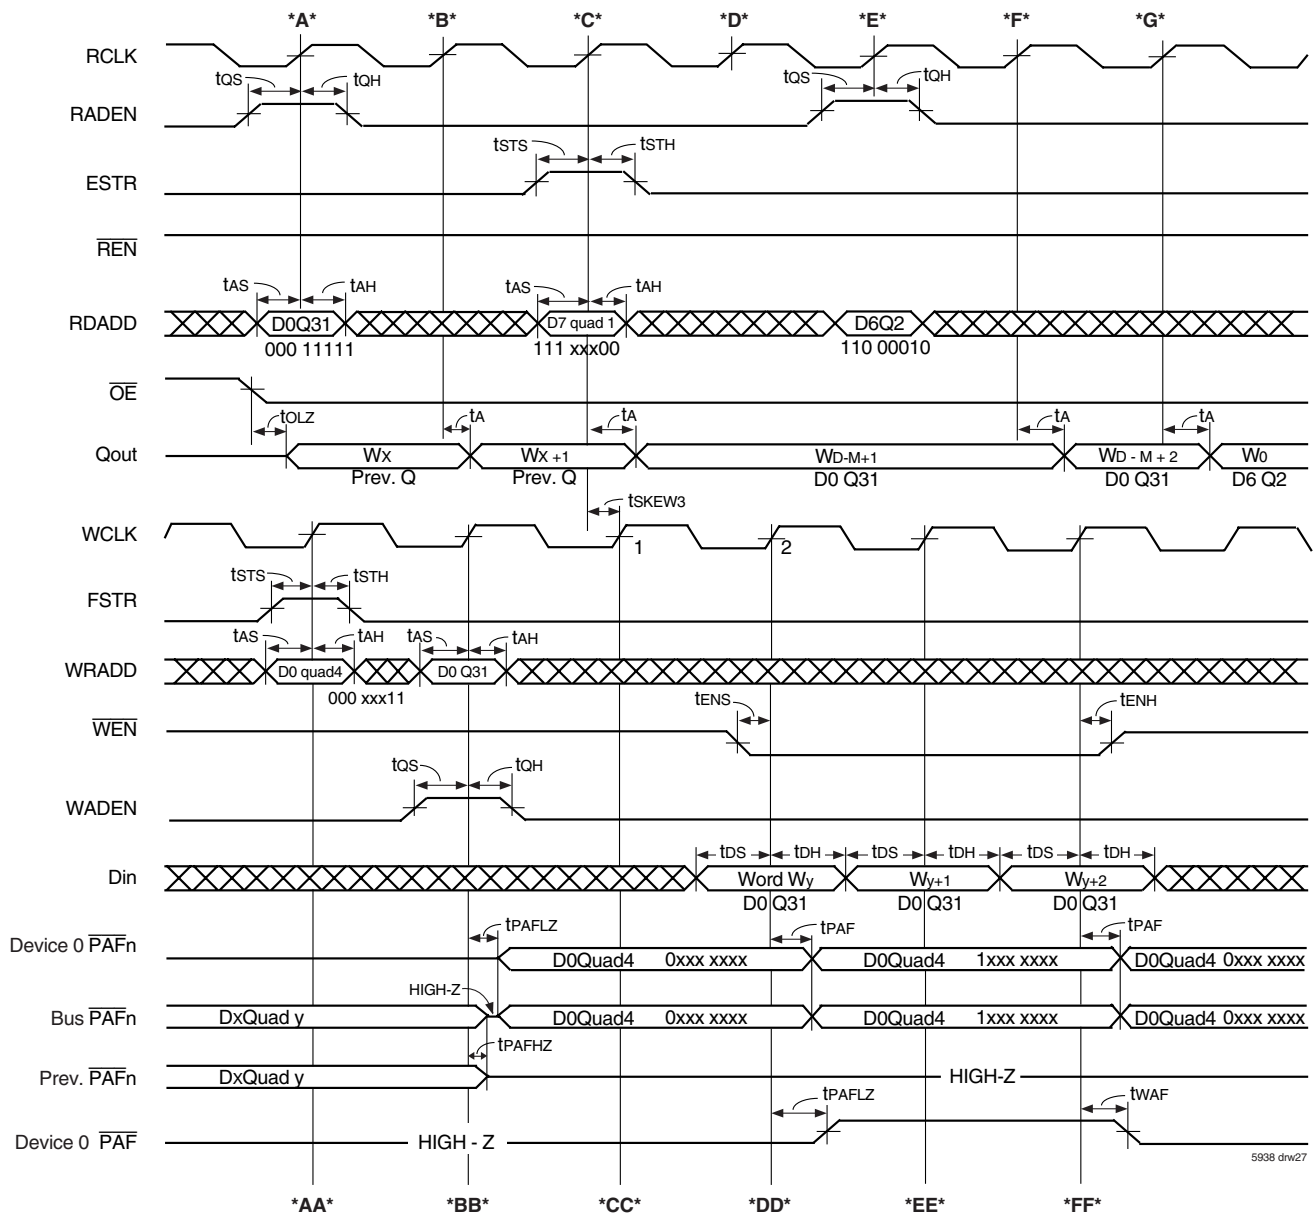 *A* *B* *C* *D* *E* *F* *G*
RCLK
tQS tQH tQS tQH
RADEN
tSTS tSTH
ESTR
REN
tAS tAH tAS tAH
RDADD D0Q31 D7 quad 1 D6Q2
000 11111 111 xxx00 110 00010
OE
tOLZ tA tA tA tA
Qout WX WX +1 WD-M+1 WD - M + 2 W0
Prev. Q Prev. Q D0 Q31 D0 Q31 D6 Q2
tSKEW3
WCLK 1 2
tSTS tSTH
FSTR
tAS tAH tAS tAH
WRADD D0 quad4 D0 Q31
000 xxx11
tENS tENH
WEN
tQS tQH
WADEN
tDS tDH tDS tDH tDS tDH
Din Word Wy Wy+1 Wy+2
D0 Q31 D0 Q31 D0 Q31
tPAFLZ tPAF tPAF
Device 0 PAFn D0Quad4 0xxx xxxx D0Quad4 1xxx xxxx D0Quad4 0xxx xxxx
HIGH-Z
Bus PAFn DxQuad y D0Quad4 0xxx xxxx D0Quad4 1xxx xxxx D0Quad4 0xxx xxxx
tPAFHZ
Prev. PAFn DxQuad y HIGH-Z
tPAFLZ tWAF
Device 0 PAF HIGH - Z
5938 drw27
*AA* *BB* *CC* *DD* *EE* *FF*